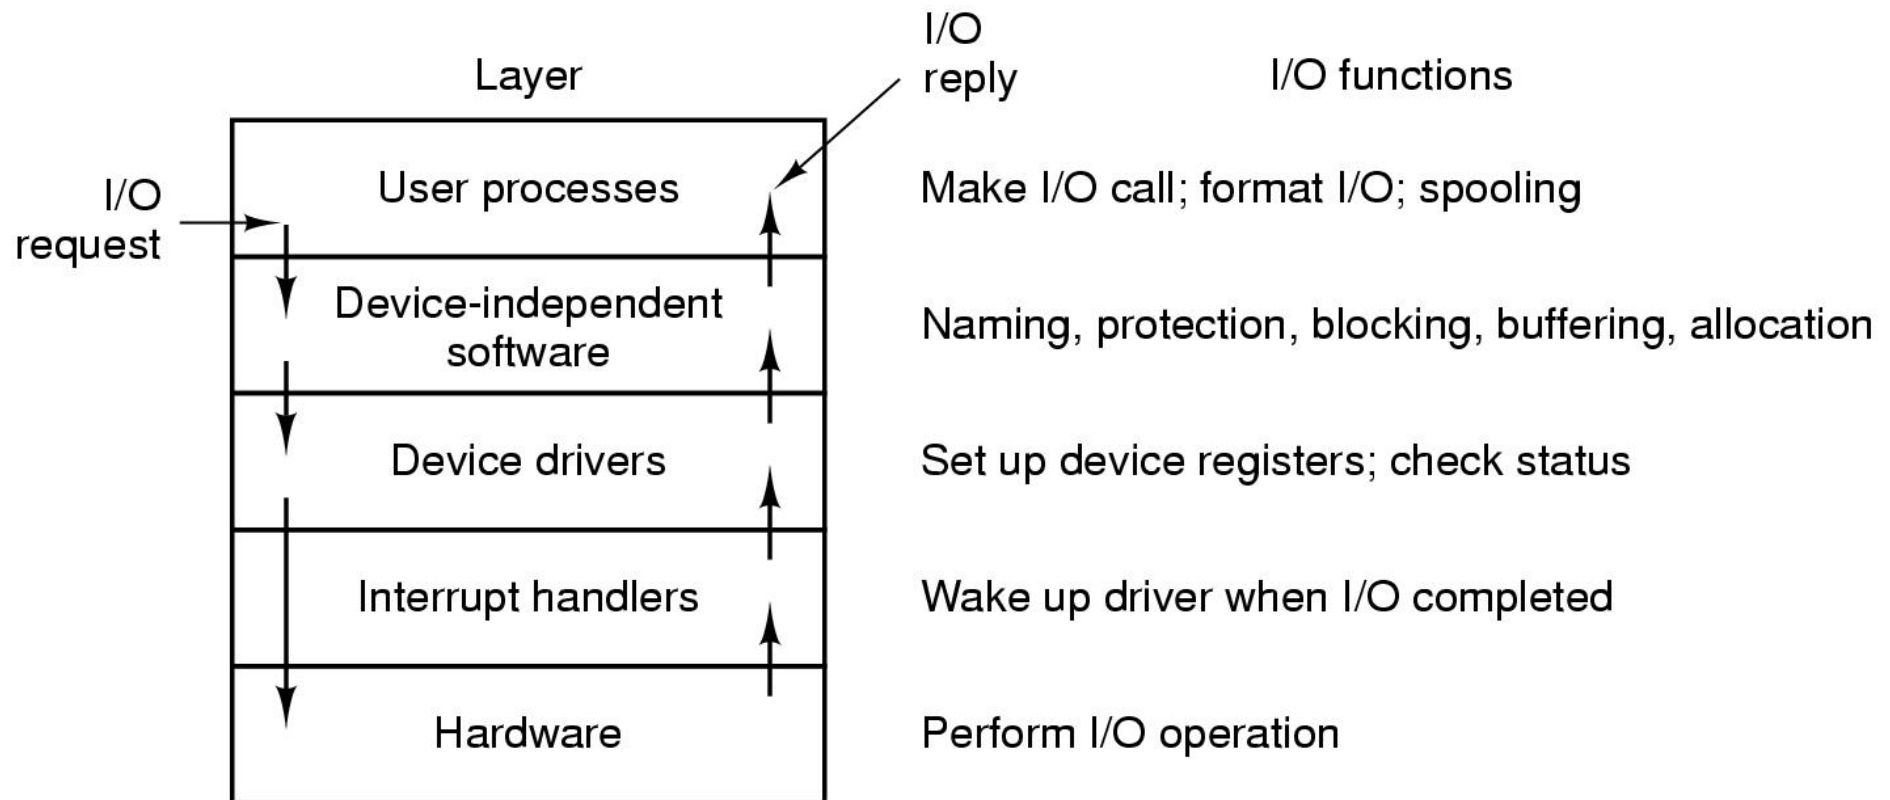 I/O
reply
Layer
I/O functions
I/O
request
User processes
Make I/O call; format I/O; spooling
Device-independent
software
Naming, protection, blocking, buffering, allocation
Device drivers
Set up device registers; check status
Interrupt handlers
Wake up driver when I/O completed
Hardware
Perform I/O operation